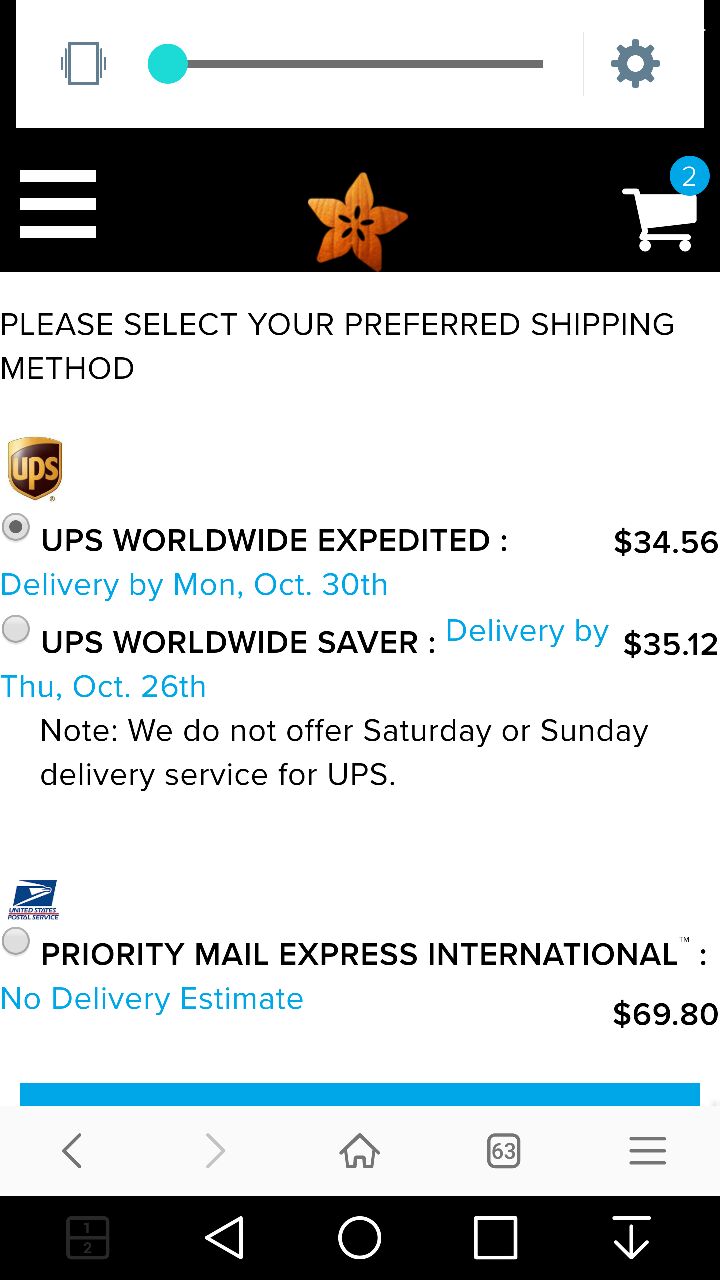 2
PLEASE SELECT YOUR PREFERRED SHIPPING
METHOD
ups
UPS WORLDWIDE EXPEDITED : $34.56
Delivery by Mon, Oct. 30th
UPS WORLDWIDE SAVER : Delivery by $35.12
Thu, Oct. 26th
Note: We do not offer Saturday or Sunday
delivery service for UPS.
UNITED STATES
POSTAL SERVICE
PRIORITY MAIL EXPRESS INTERNATIONAL™ :
No Delivery Estimate
$69.80
63
1
2